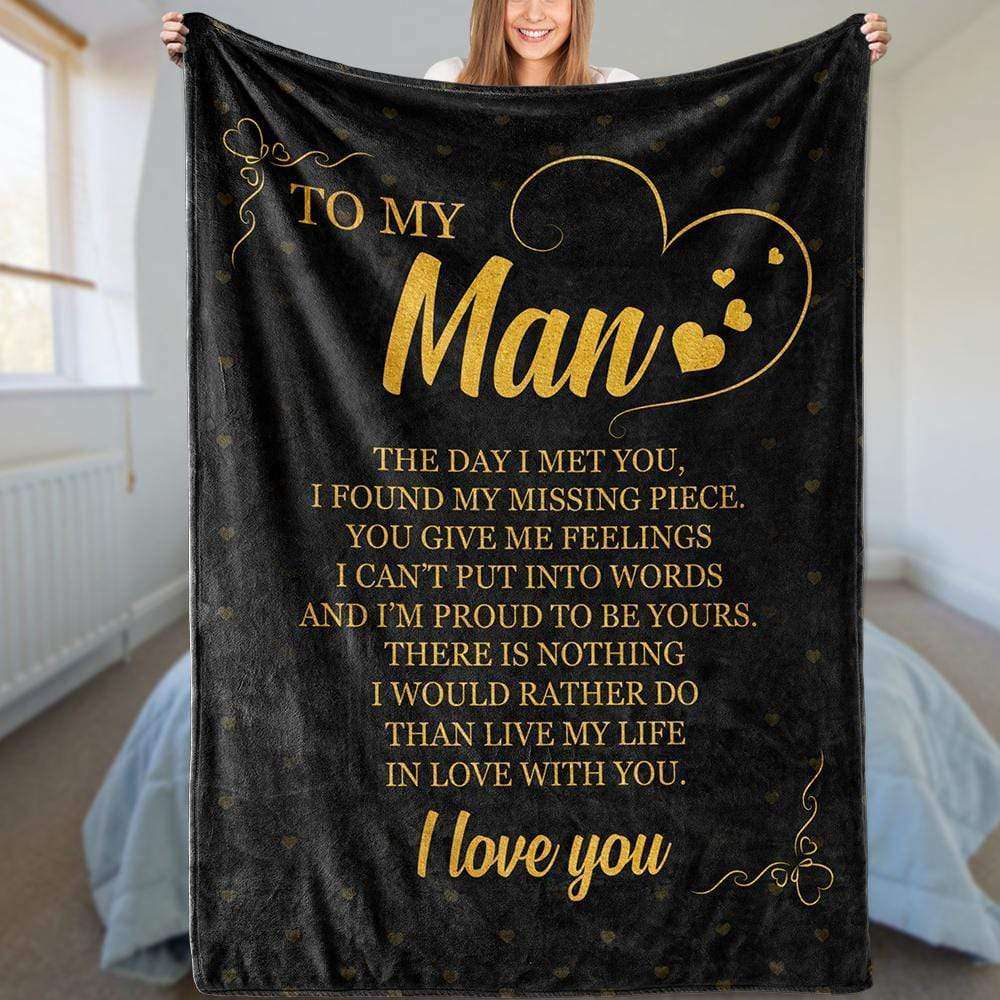 TO MY
Man
THE DAY I MET YOU,
I FOUND MY MISSING PIECE.
YOU GIVE ME FEELINGS
I CAN'T PUT INTO WORDS
AND I'M PROUD TO BE YOURS.
THERE IS NOTHING
I WOULD RATHER DO
THAN LIVE MY LIFE
IN LOVE WITH YOU.
I love you